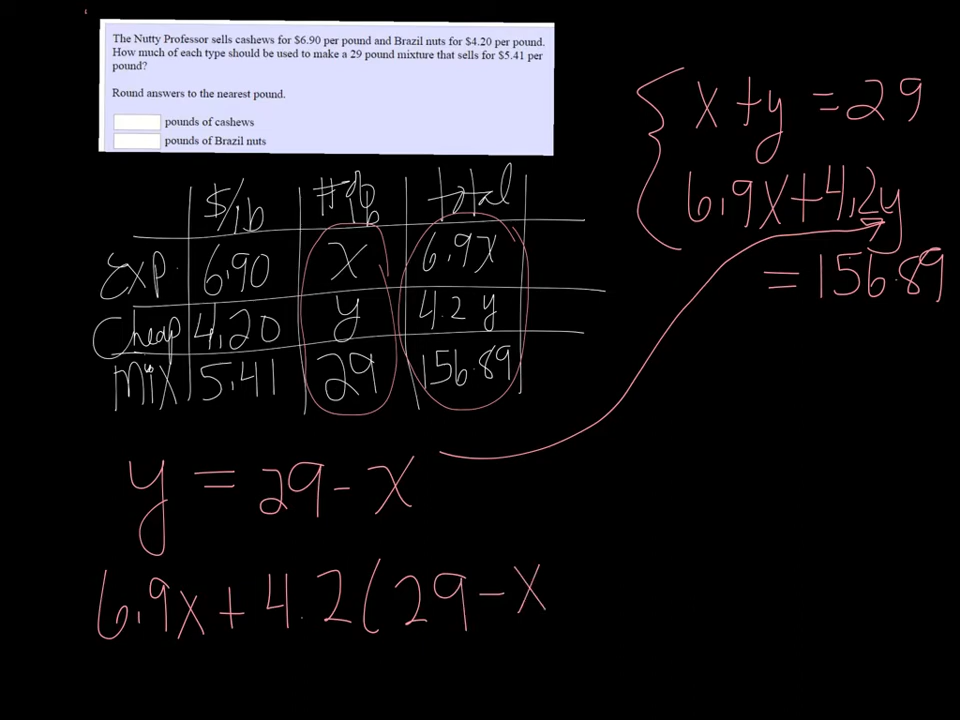 The Nutty Professor sells cashews for $6.90 per pound and Brazil nuts for $4.20 per pound.
How much of each type should be used to make a 29 pound mixture that sells for $5.41 per
pound?
Round answers to the nearest pound.
pounds of cashews
pounds of Brazil nuts
x + y = 29
6.9x + 4.2y
= 156.89
$/lb #lb total
Exp. 6.90 x 6.9x
Cheap 4.20 y 4.2 y
Mix 5.41 29 156.89
y = 29 - x
6.9x + 4.2(29 - x